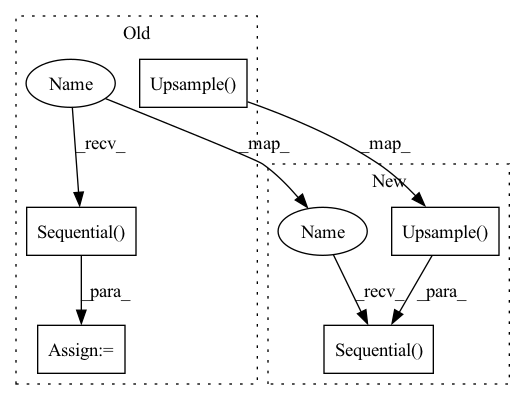 Old
Name
Upsample()
_recv_
_map_
_map_
New
Sequential()
Name
Upsample()
_para_
_recv_
_para_
Assign:=
Sequential()